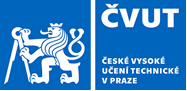 ČVUT
ČESKÉ VYSOKÉ
UČENÍ TECHNICKÉ
V PRAZE